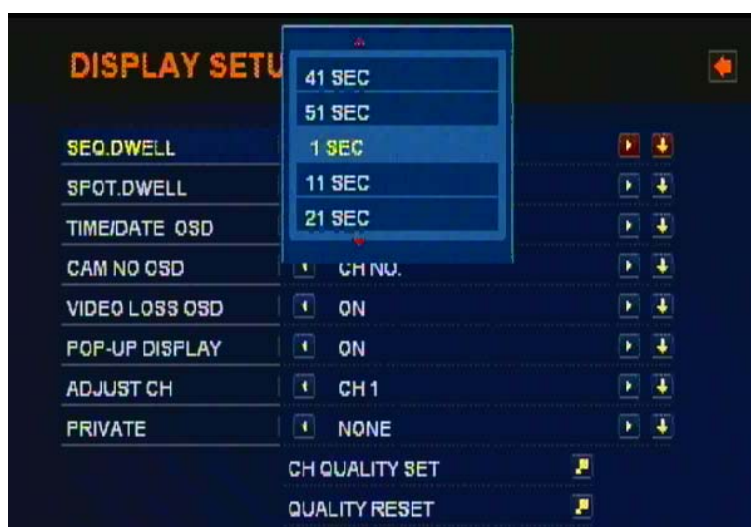 DISPLAY SETU
41 SEC
51 SEC
1 SEC
11 SEC
21 SEC
SEQ.DWELL
SPOT.DWELL
TIME/DATE OSD
CAM NO OSD CH NO.
VIDEO LOSS OSD ON
POP-UP DISPLAY ON
ADJUST CH CH 1
PRIVATE NONE
CH QUALITY SET
QUALITY RESET